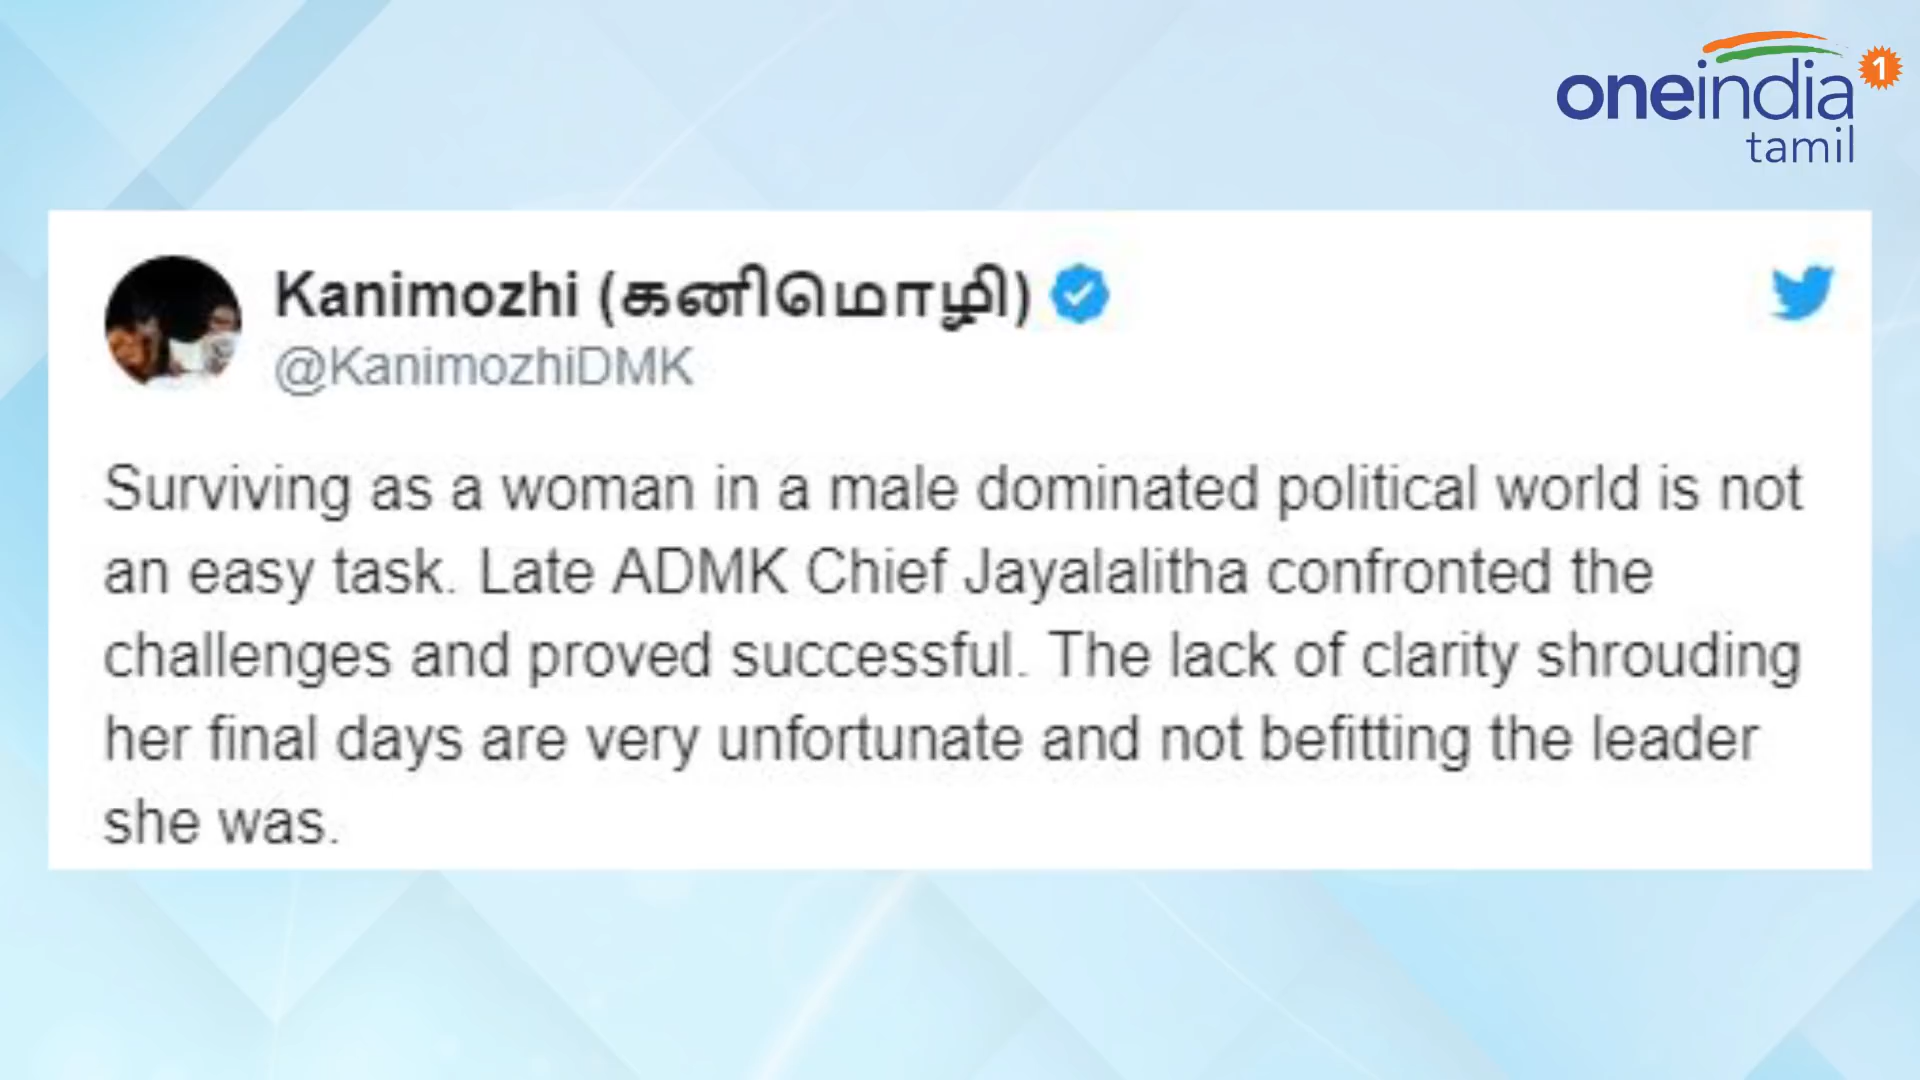 oneindia 1
tamil
Kanimozhi (கனிமொழி)
@KanimozhiDMK
Surviving as a woman in a male dominated political world is not
an easy task. Late ADMK Chief Jayalalitha confronted the
challenges and proved successful. The lack of clarity shrouding
her final days are very unfortunate and not befitting the leader
she was.